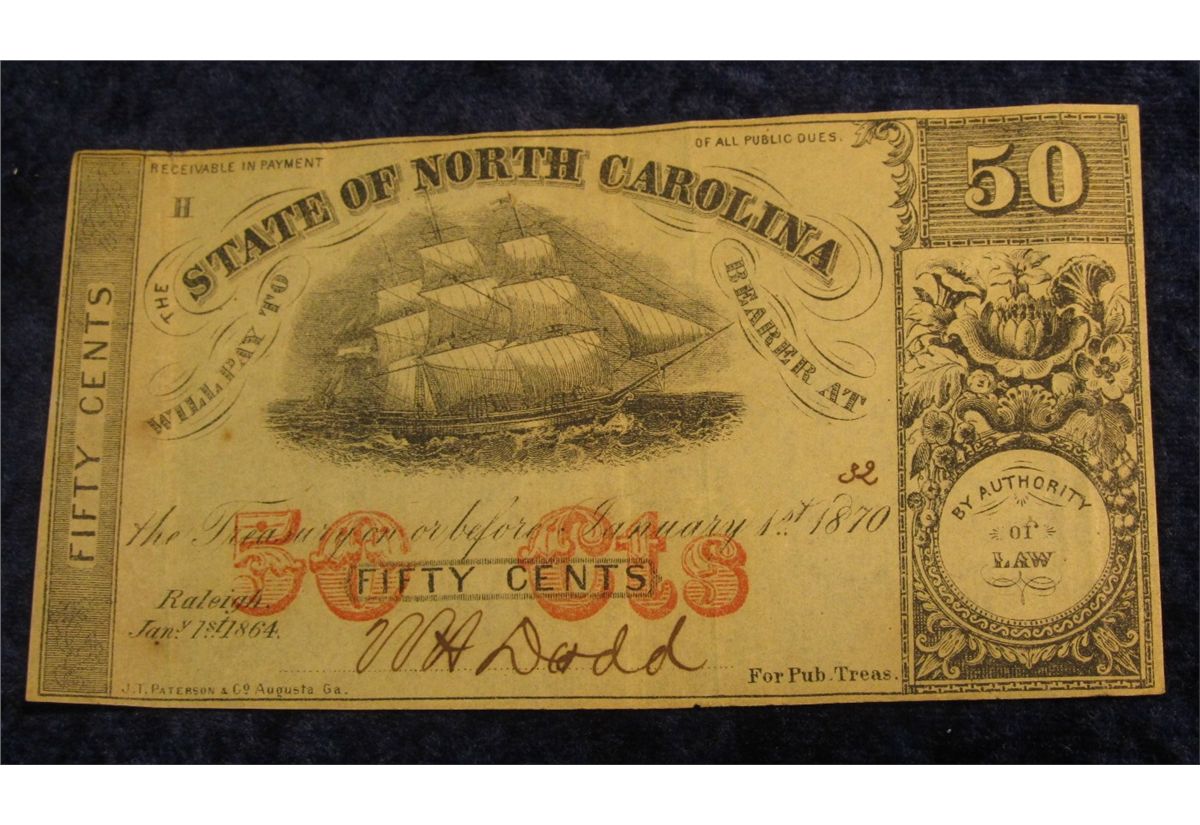 RECEIVABLE IN PAYMENT OF ALL PUBLIC DUES.
50
H
THE STATE OF NORTH CAROLINA
WILL PAY TO BEARER AT
FIFTY CENTS
32
the Treasury on or before January 1st. 1870
50 Cts
FIFTY CENTS
Raleigh.
Jany. 1st. 1864.
W H Dodd
For Pub. Treas.
J.T. PATERSON & Co Augusta Ga.
BY AUTHORITY
OF
LAW